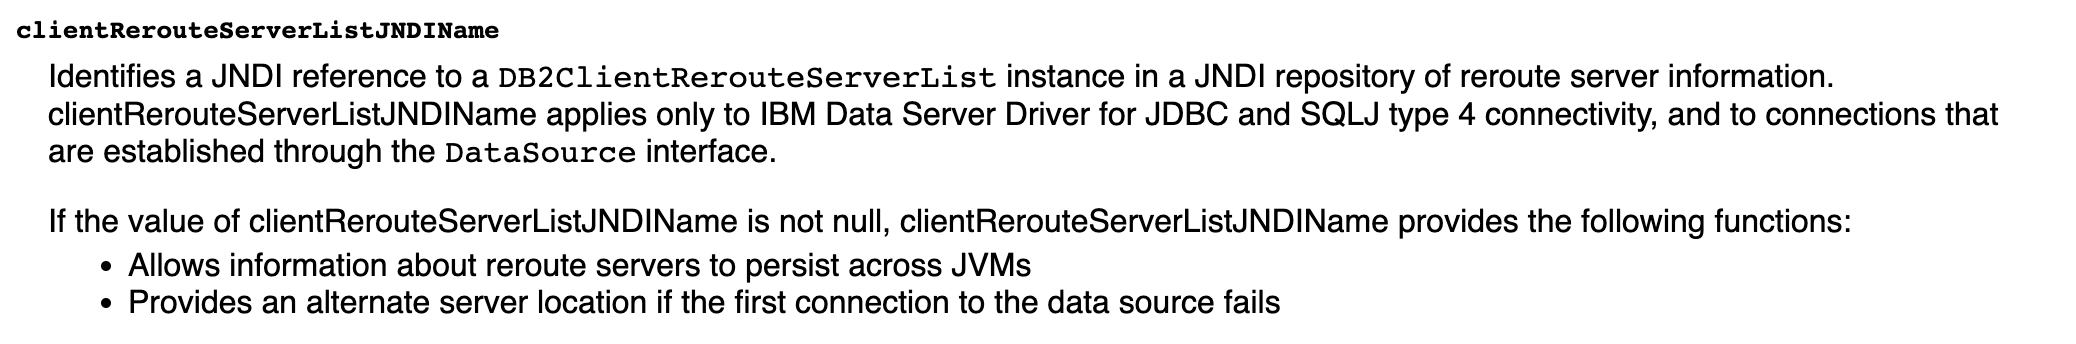 clientRerouteServerListJNDIName
Identifies a JNDI reference to a DB2ClientRerouteServerList instance in a JNDI repository of reroute server information.
clientRerouteServerListJNDIName applies only to IBM Data Server Driver for JDBC and SQLJ type 4 connectivity, and to connections that
are established through the DataSource interface.
If the value of clientRerouteServerListJNDIName is not null, clientRerouteServerListJNDIName provides the following functions:
• Allows information about reroute servers to persist across JVMs
• Provides an alternate server location if the first connection to the data source fails